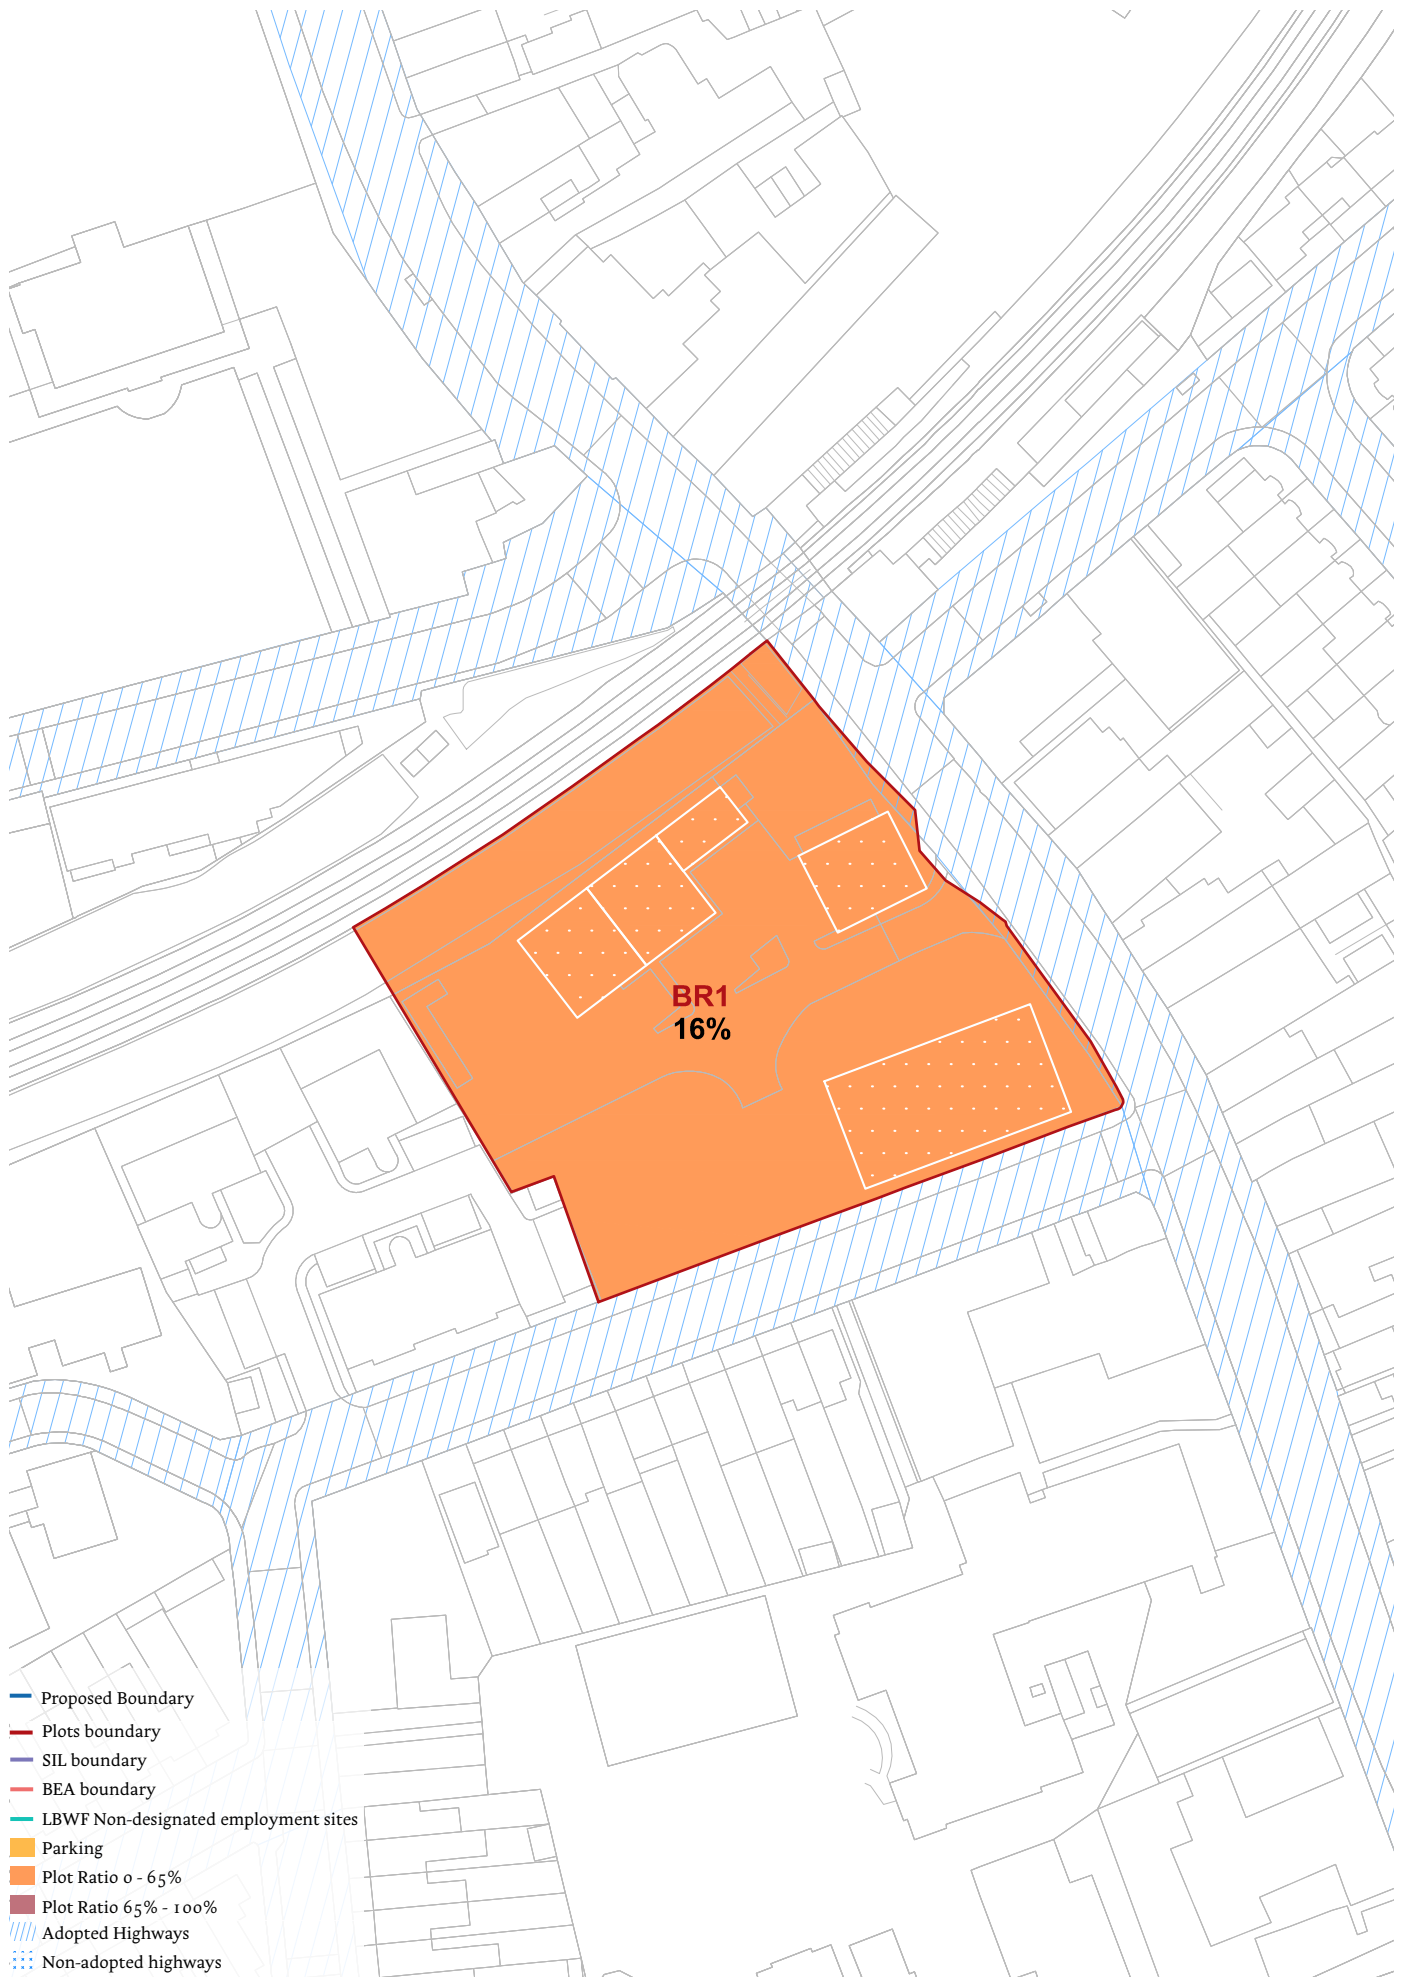 BR1
16%
Proposed Boundary
Plots boundary
SIL boundary
BEA boundary
LBWF Non-designated employment sites
Parking
Plot Ratio 0 - 65%
Plot Ratio 65% - 100%
Adopted Highways
Non-adopted highways